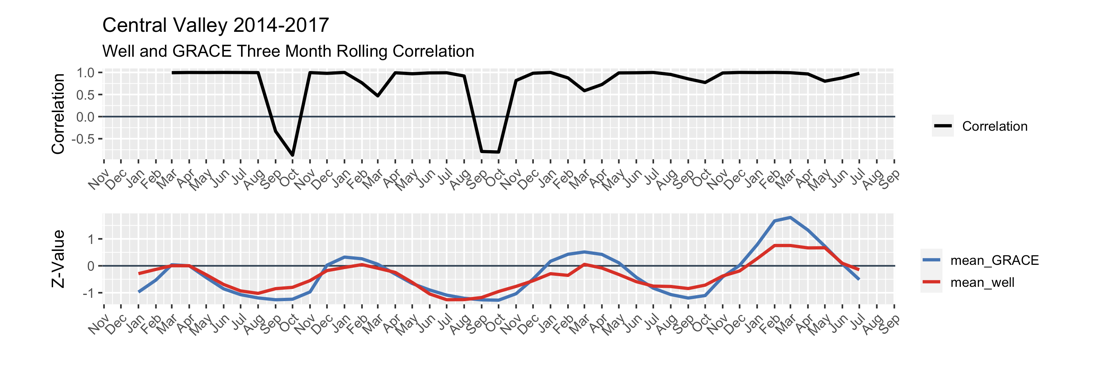 Central Valley 2014-2017
Well and GRACE Three Month Rolling Correlation
Correlation
1.0
0.5
0.0
-0.5
Nov Dec Jan Feb Mar Apr May Jun Jul Aug Sep Oct Nov Dec Jan Feb Mar Apr May Jun Jul Aug Sep Oct Nov Dec Jan Feb Mar Apr May Jun Jul Aug Sep Oct Nov Dec Jan Feb Mar Apr May Jun Jul Aug Sep
Correlation
Z-Value
1
0
-1
Nov Dec Jan Feb Mar Apr May Jun Jul Aug Sep Oct Nov Dec Jan Feb Mar Apr May Jun Jul Aug Sep Oct Nov Dec Jan Feb Mar Apr May Jun Jul Aug Sep Oct Nov Dec Jan Feb Mar Apr May Jun Jul Aug Sep
mean_GRACE
mean_well